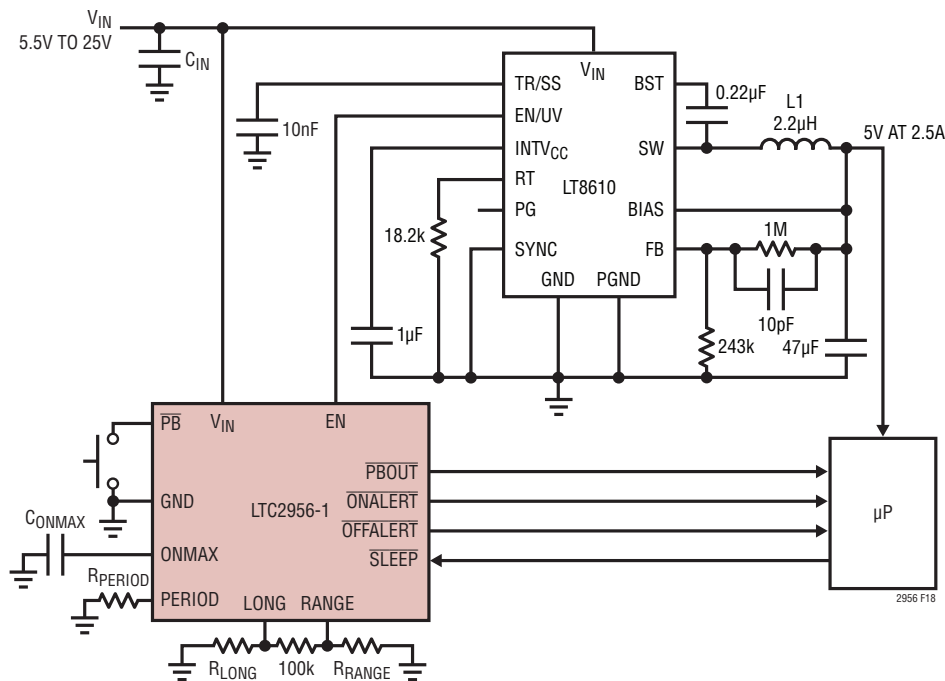 VIN
5.5V TO 25V
CIN
10nF
VIN
TR/SS
BST
0.22µF
L1
2.2µH
5V AT 2.5A
EN/UV
INTVCC
SW
RT
LT8610
PG
BIAS
18.2k
1M
SYNC
FB
GND
PGND
10pF
1µF
243k
47µF
PB
VIN
EN
PBOUT
GND
LTC2956-1
ONALERT
µP
CONMAX
OFFALERT
ONMAX
SLEEP
RPERIOD
PERIOD
LONG
RANGE
2956 F18
RLONG
100k
RRANGE